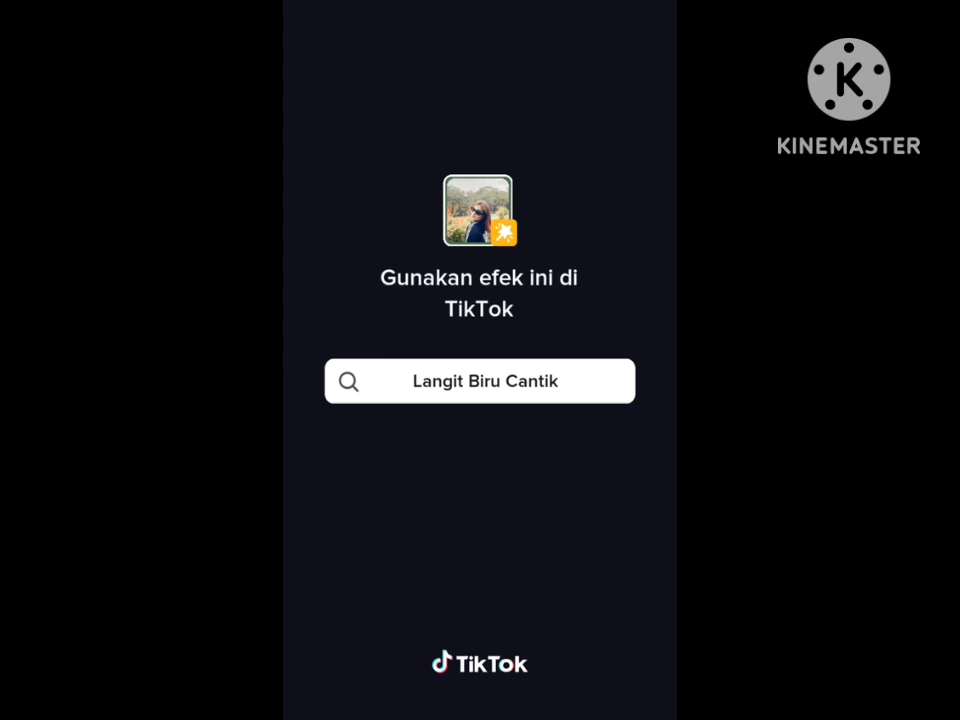 KINEMASTER
Gunakan efek ini di
TikTok
Langit Biru Cantik
TikTok